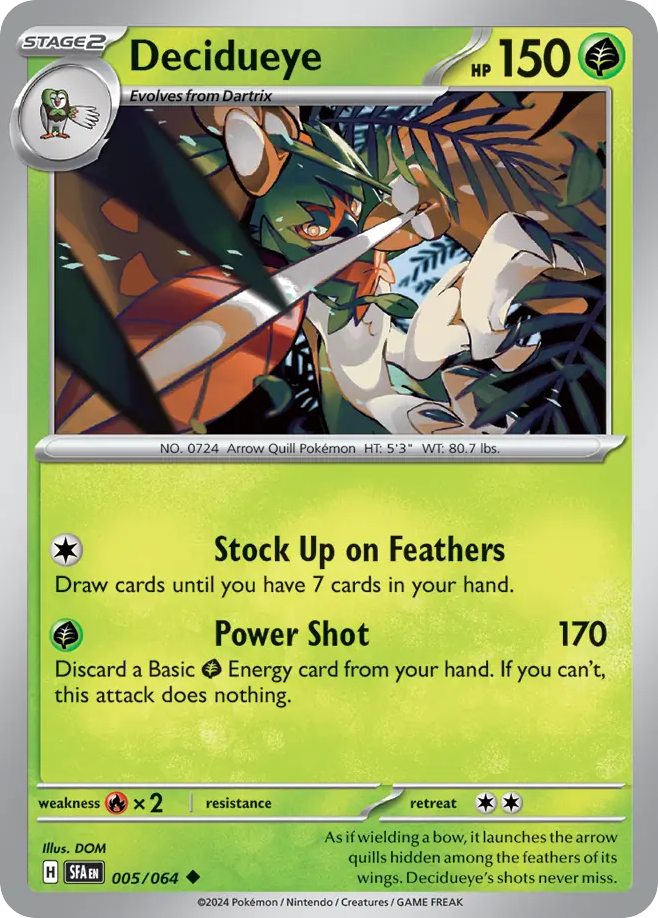 STAGE2
Decidueye
HP 150
Evolves from Dartrix
NO. 0724 Arrow Quill Pokémon HT: 5'3" WT: 80.7 lbs.
Stock Up on Feathers
Draw cards until you have 7 cards in your hand.
Power Shot 170
Discard a Basic Energy card from your hand. If you can't,
this attack does nothing.
weakness ×2 resistance retreat
Illus. DOM
H SFA EN 005/064
As if wielding a bow, it launches the arrow
quills hidden among the feathers of its
wings. Decidueye's shots never miss.
©2024 Pokémon / Nintendo / Creatures / GAME FREAK